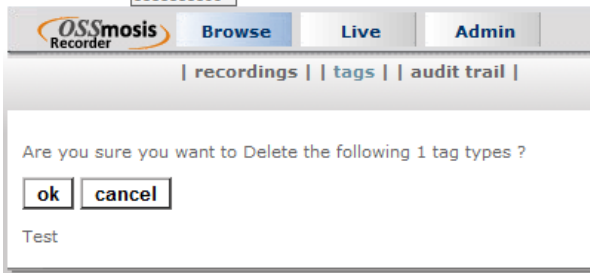 OSSmosis Recorder Browse Live Admin
| recordings | | tags | | audit trail |
Are you sure you want to Delete the following 1 tag types ?
ok cancel
Test